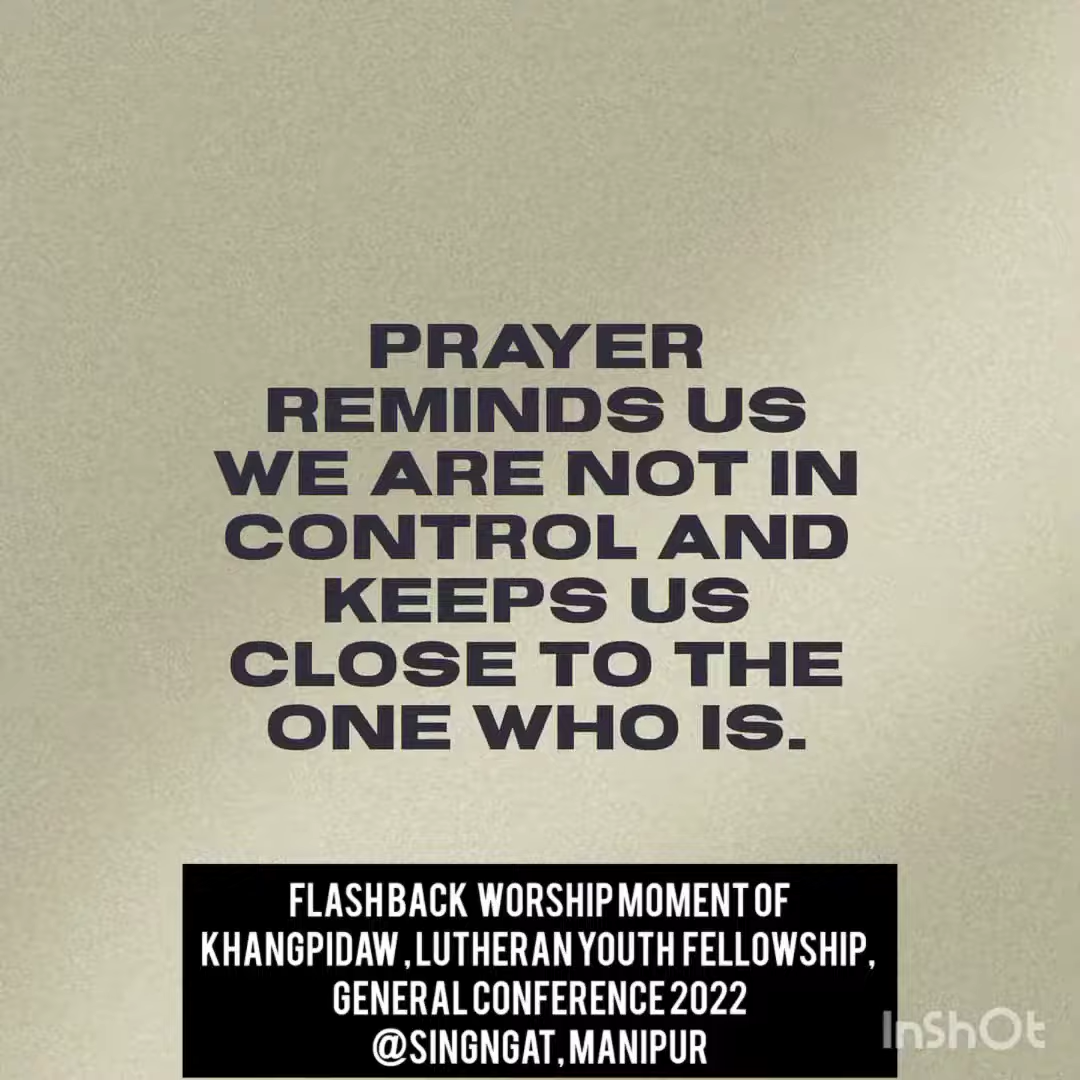 PRAYER
REMINDS US
WE ARE NOT IN
CONTROL AND
KEEPS US
CLOSE TO THE
ONE WHO IS.
FLASHBACK WORSHIP MOMENT OF
KHANGPIDAW, LUTHERAN YOUTH FELLOWSHIP,
GENERAL CONFERENCE 2022
@SINGNGAT, MANIPUR
InShOt